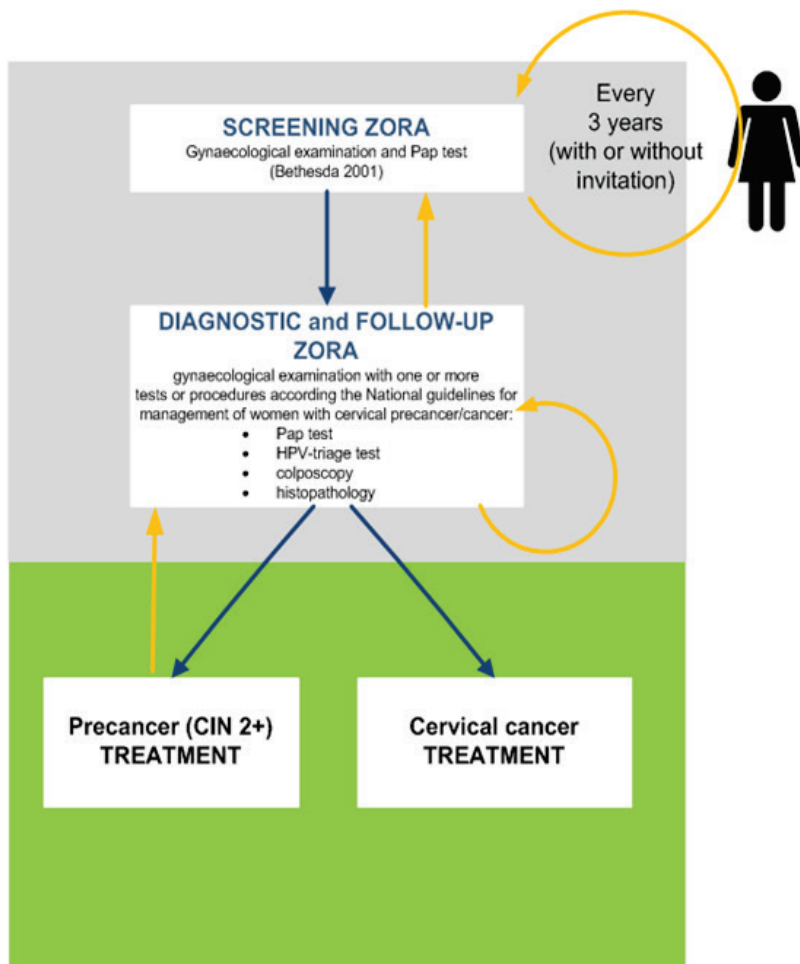 SCREENING ZORA
Gynaecological examination and Pap test
(Bethesda 2001)
Every
3 years
(with or without
invitation)
DIAGNOSTIC and FOLLOW-UP
ZORA
gynaecological examination with one or more
tests or procedures according the National guidelines for
management of women with cervical precancer/cancer:
• Pap test
• HPV-triage test
• colposcopy
• histopathology
Precancer (CIN 2+)
TREATMENT
Cervical cancer
TREATMENT